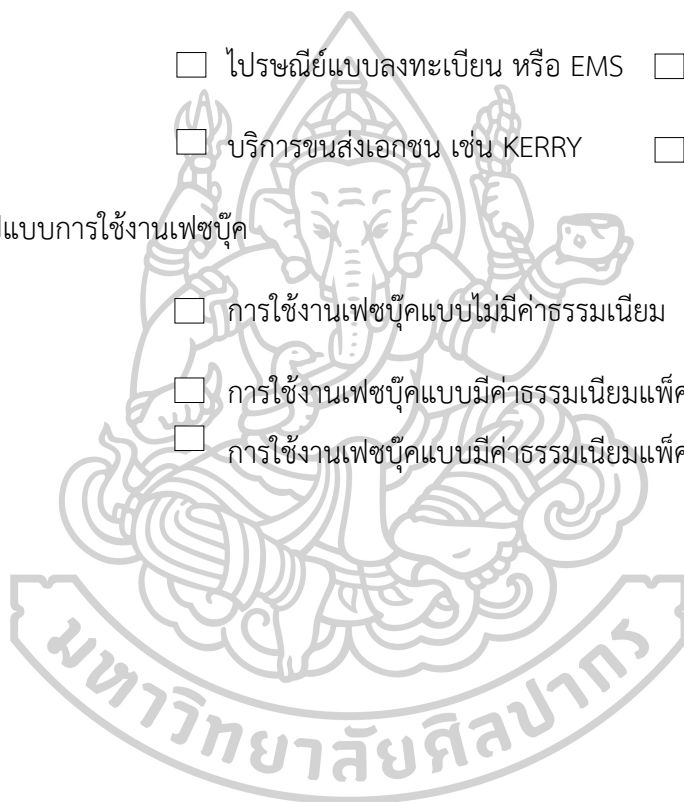 ☐ ไปรษณีย์แบบลงทะเบียน หรือ EMS ☐
☐ บริการขนส่งเอกชน เช่น KERRY ☐
แบบการใช้งานเฟซบุ๊ค
☐ การใช้งานเฟซบุ๊คแบบไม่มีค่าธรรมเนียม
☐ การใช้งานเฟซบุ๊คแบบมีค่าธรรมเนียมแพ็ค
☐ การใช้งานเฟซบุ๊คแบบมีค่าธรรมเนียมแพ็ค
มหาวิทยาลัยศิลปากร